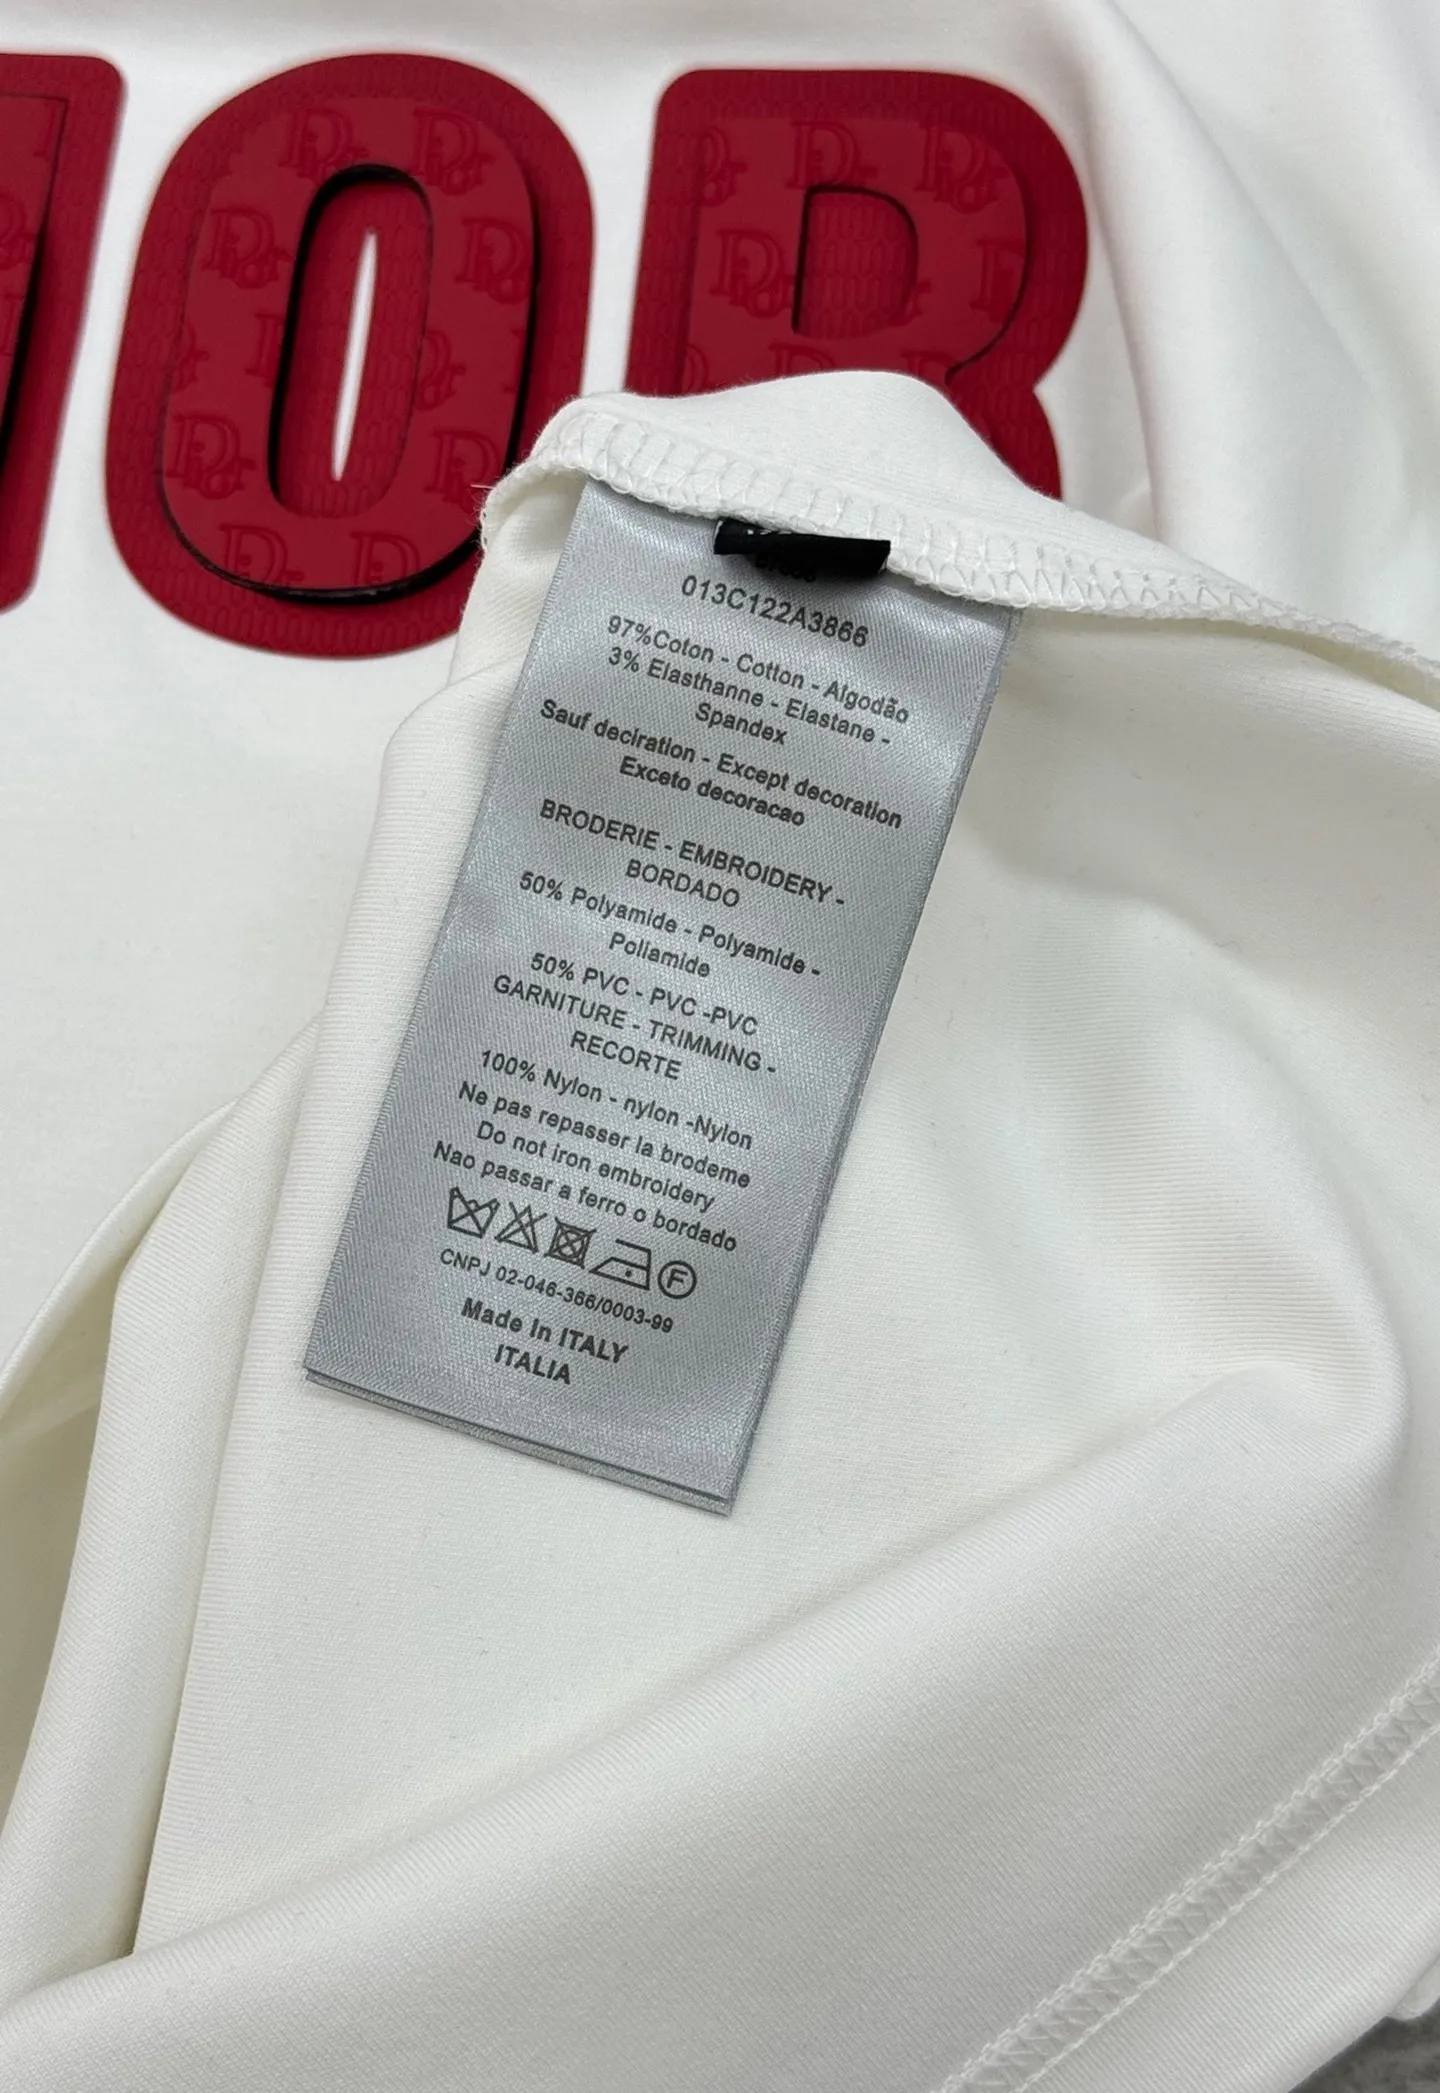 IOR
013C122A3866
97%Coton - Cotton - Algodão
3% Elasthanne - Elastane -
Spandex
Sauf deciration - Except decoration
Exceto decoracao
BRODERIE - EMBROIDERY -
BORDADO
50% Polyamide - Polyamide -
Poliamide
50% PVC - PVC -PVC
GARNITURE - TRIMMING -
RECORTE
100% Nylon - nylon -Nylon
Ne pas repasser la brodeme
Do not iron embroidery
Nao passar a ferro o bordado
F
CNPJ 02-046-366/0003-99
Made In ITALY
ITALIA